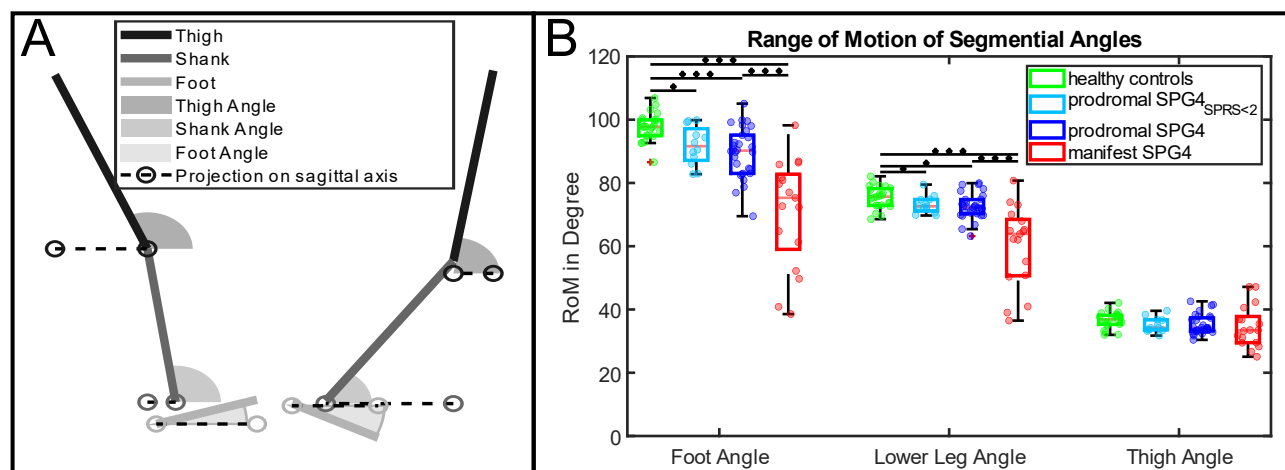 A
Thigh
Shank
Foot
Thigh Angle
Shank Angle
Foot Angle
Projection on sagittal axis
B
Range of Motion of Segmential Angles
healthy controls
prodromal SPG4SPRS<2
prodromal SPG4
manifest SPG4
RoM in Degree
120
100
80
60
40
20
0
Foot Angle
Lower Leg Angle
Thigh Angle